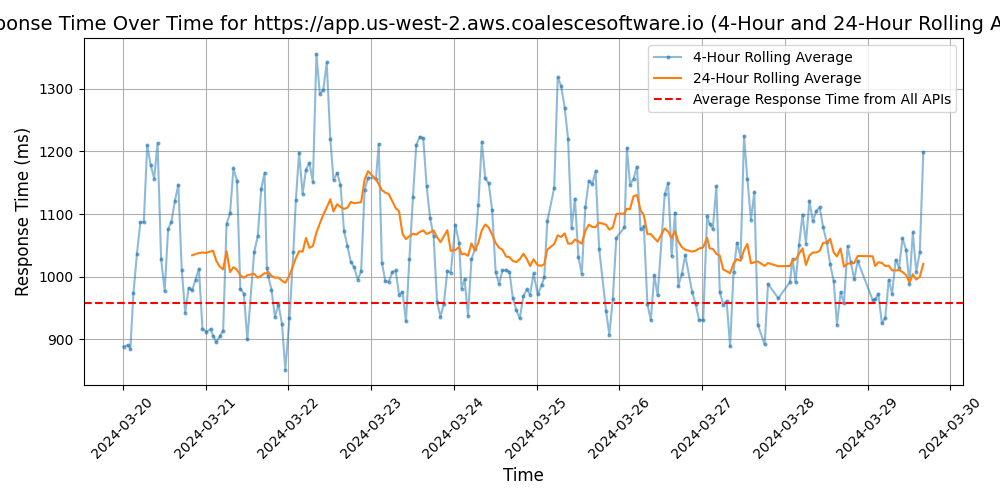 onse Time Over Time for https://app.us-west-2.aws.coalescesoftware.io (4-Hour and 24-Hour Rolling A
4-Hour Rolling Average
24-Hour Rolling Average
Average Response Time from All APIs
Response Time (ms)
1300
1200
1100
1000
900
2024-03-20
2024-03-21
2024-03-22
2024-03-23
2024-03-24
2024-03-25
2024-03-26
2024-03-27
2024-03-28
2024-03-29
2024-03-30
Time